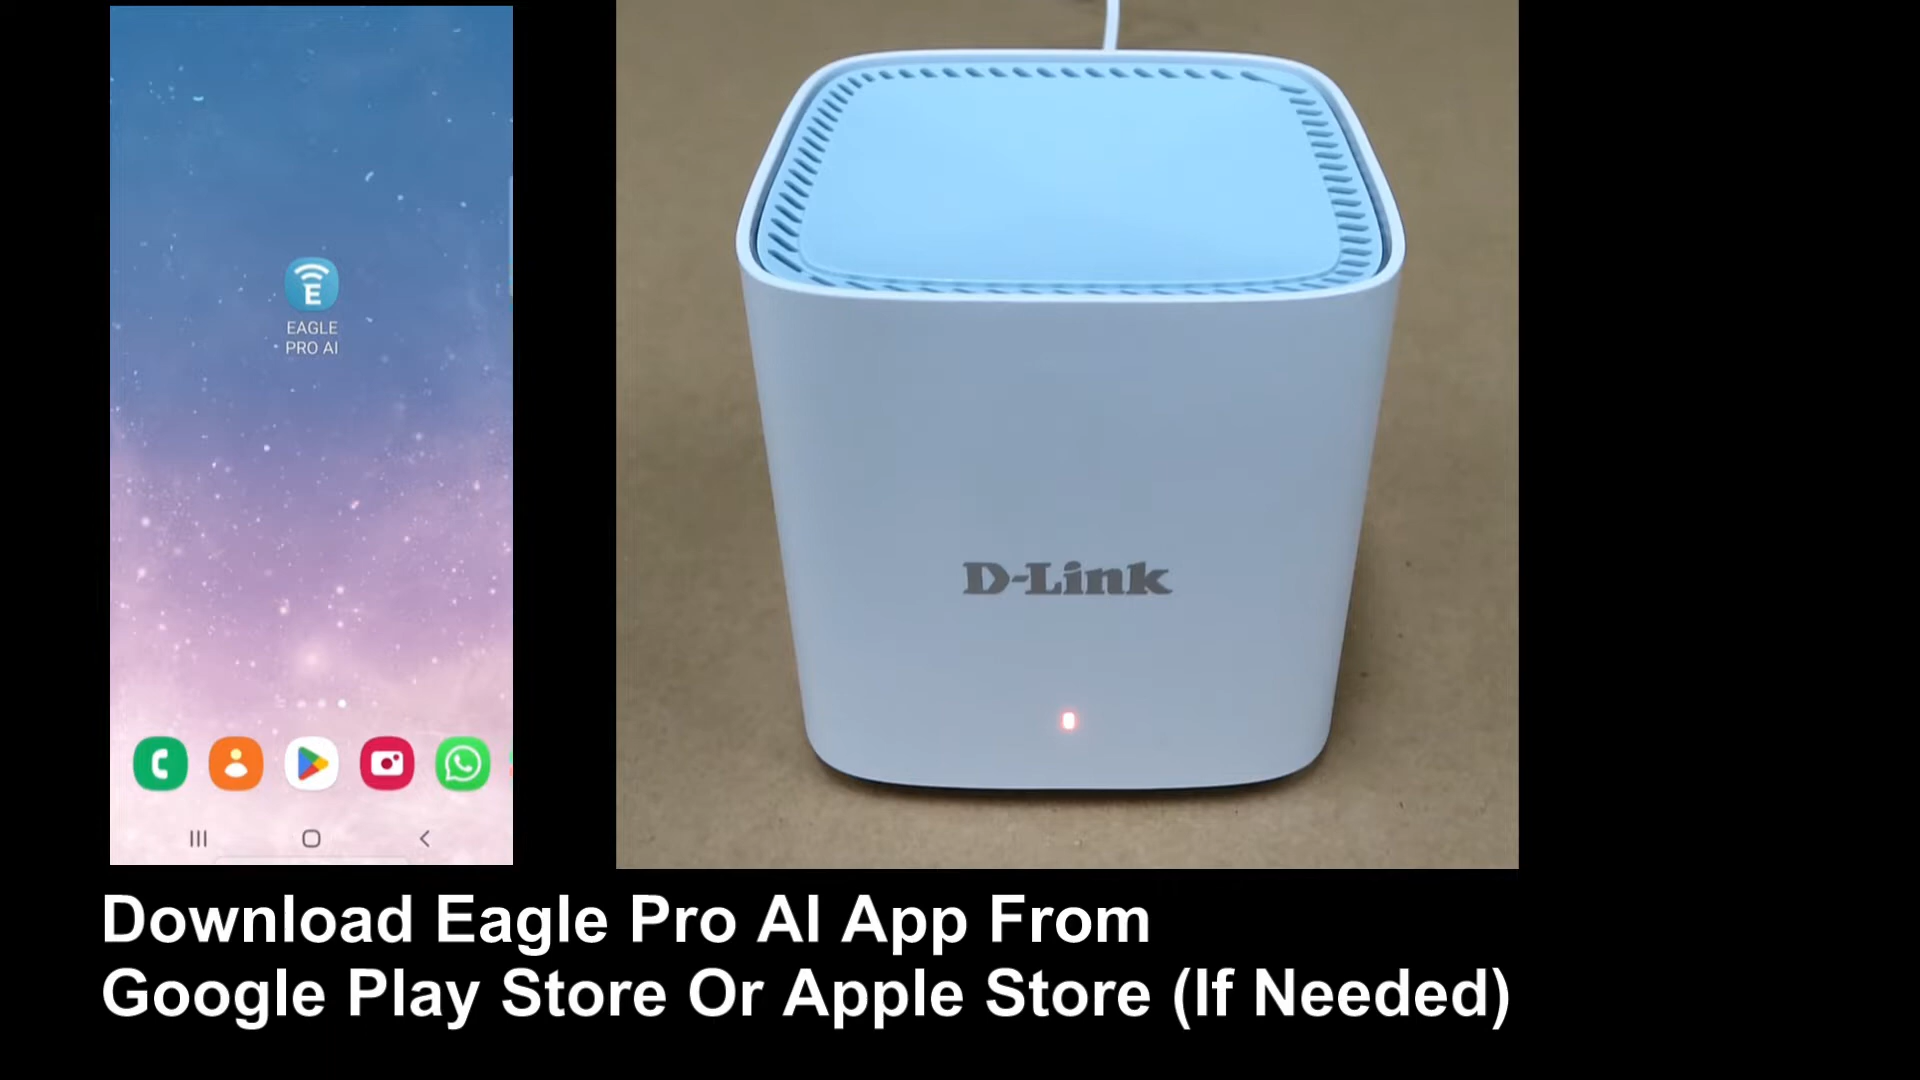 E
EAGLE
PRO AI
D-Link
Download Eagle Pro AI App From
Google Play Store Or Apple Store (If Needed)